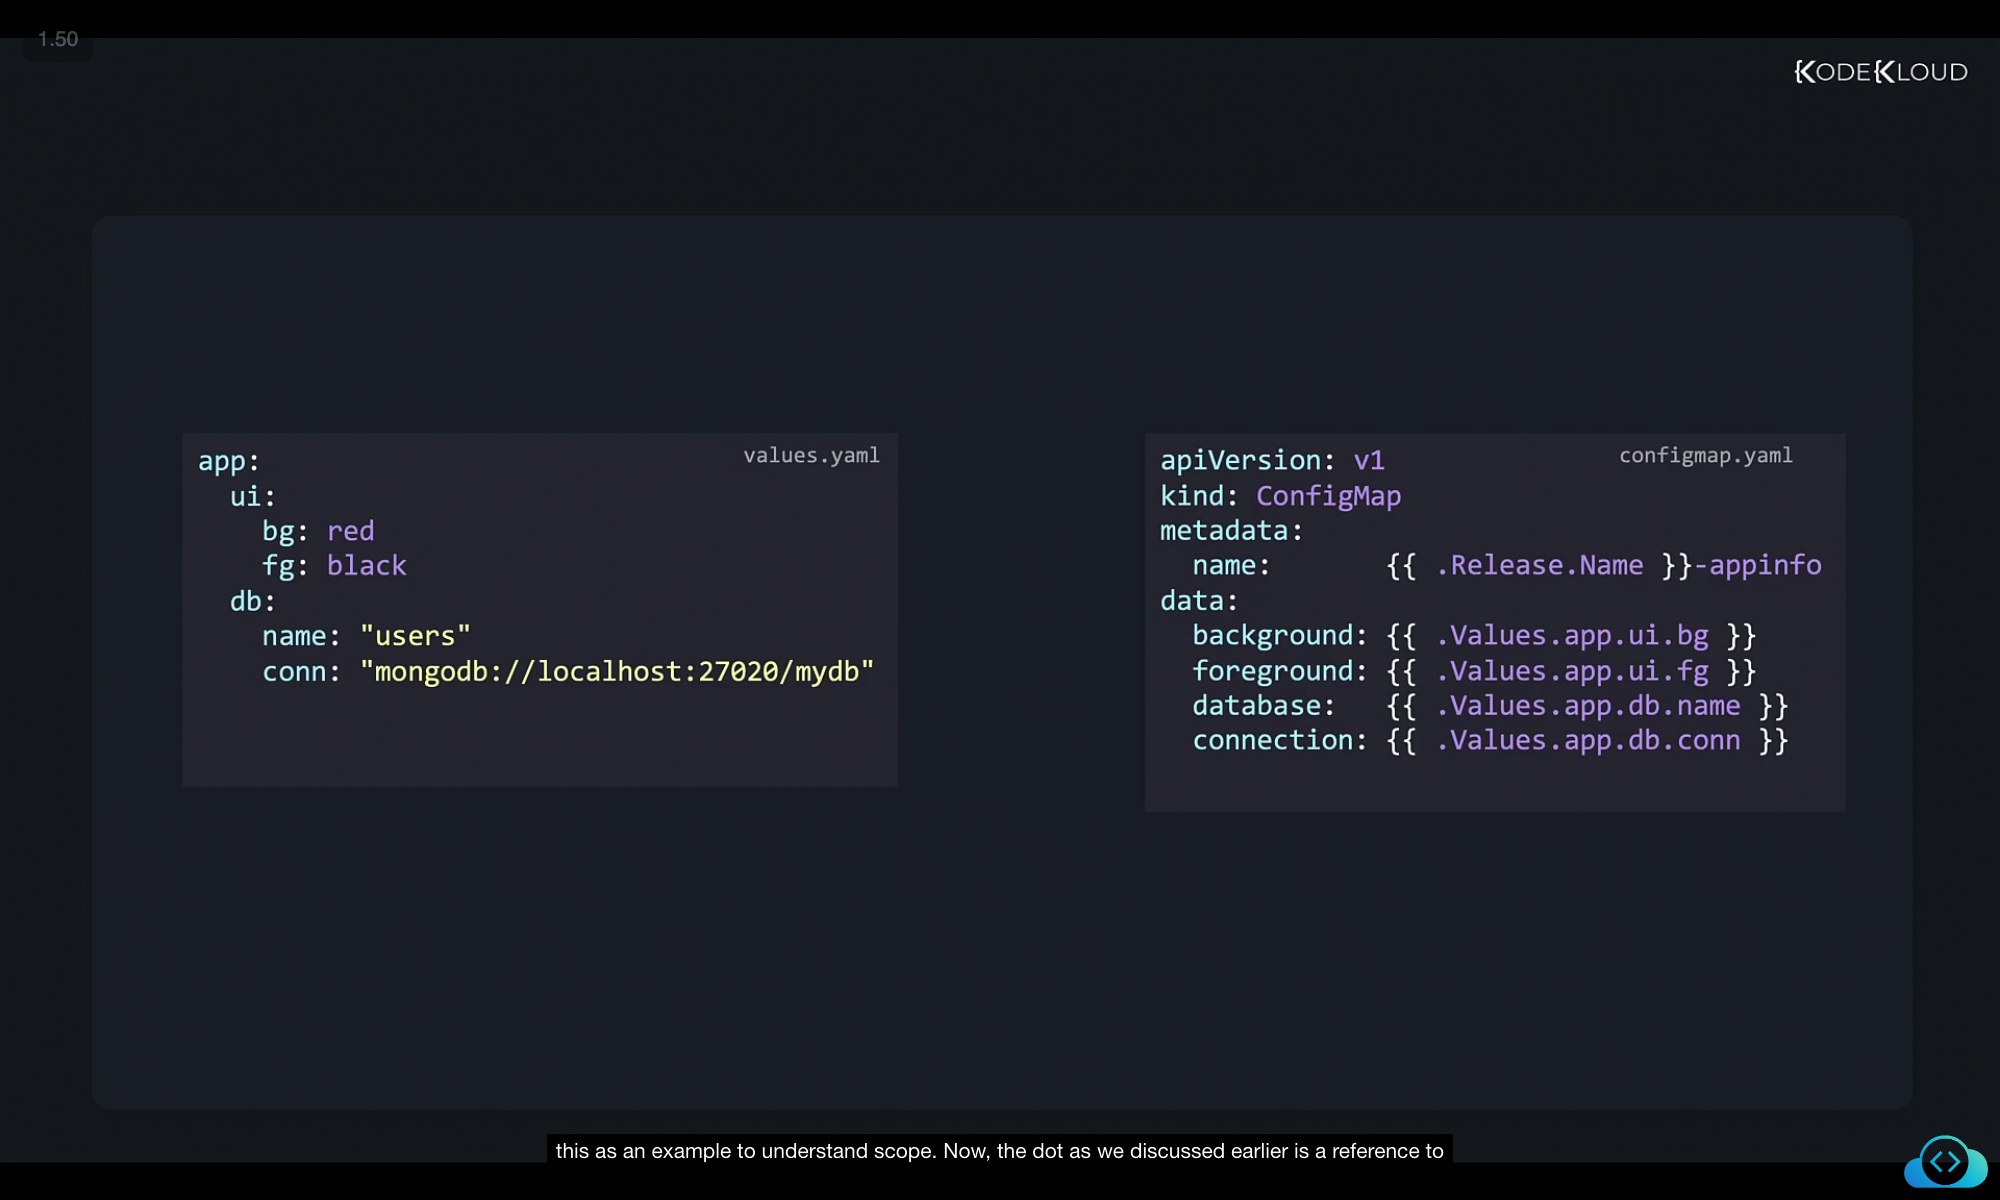 1.50
KODEKLOUD
values.yaml
app:
  ui:
    bg: red
    fg: black
  db:
    name: "users"
    conn: "mongodb://localhost:27020/mydb"
configmap.yaml
apiVersion: v1
kind: ConfigMap
metadata:
  name:       {{ .Release.Name }}-appinfo
data:
  background: {{ .Values.app.ui.bg }}
  foreground: {{ .Values.app.ui.fg }}
  database:   {{ .Values.app.db.name }}
  connection: {{ .Values.app.db.conn }}
this as an example to understand scope. Now, the dot as we discussed earlier is a reference to